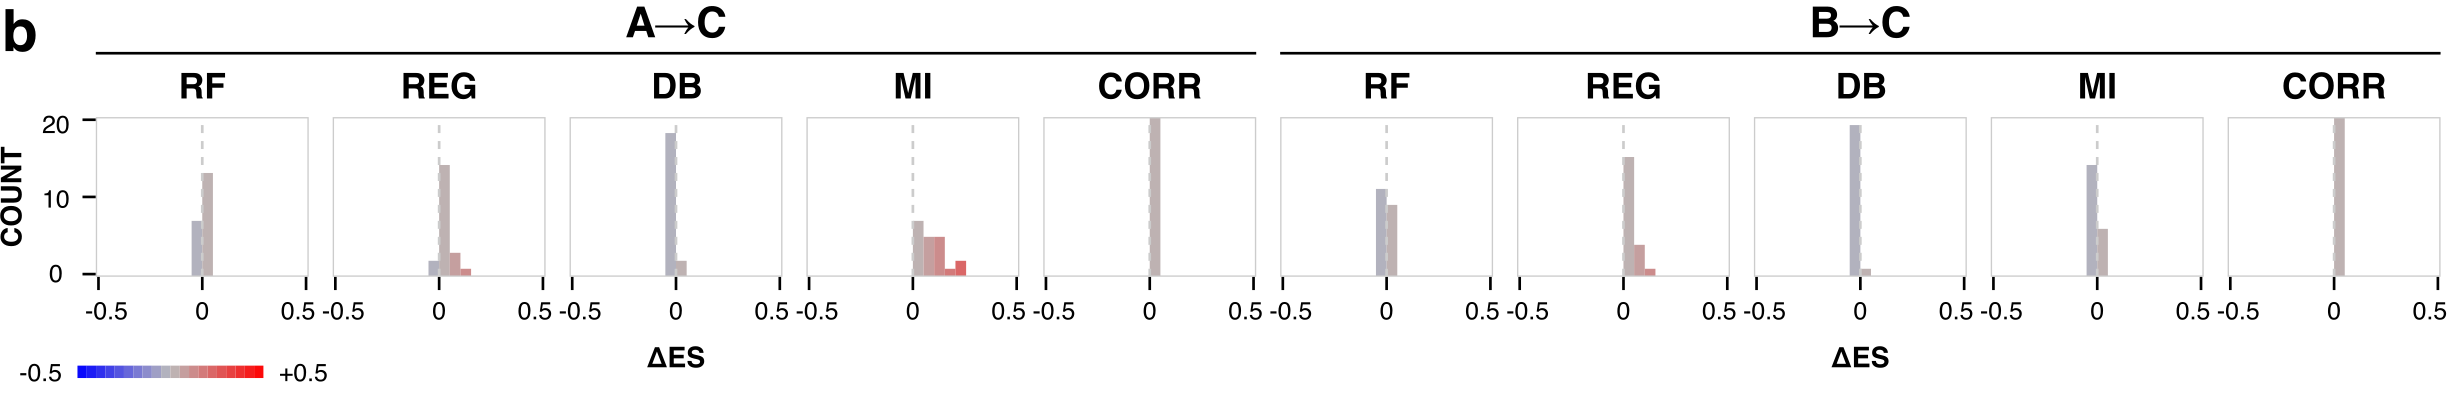 b
A→C B→C
RF REG DB MI CORR RF REG DB MI CORR
COUNT
20
10
0
-0.5 0 0.5 -0.5 0 0.5 -0.5 0 0.5 -0.5 0 0.5 -0.5 0 0.5 -0.5 0 0.5 -0.5 0 0.5 -0.5 0 0.5 -0.5 0 0.5 -0.5 0 0.5
ΔES ΔES
-0.5 +0.5